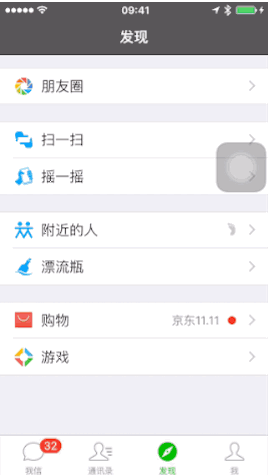 09:41
发现
朋友圈
扫一扫
摇一摇
附近的人
漂流瓶
购物 京东11.11
游戏
32
我信 通讯录 发现 我